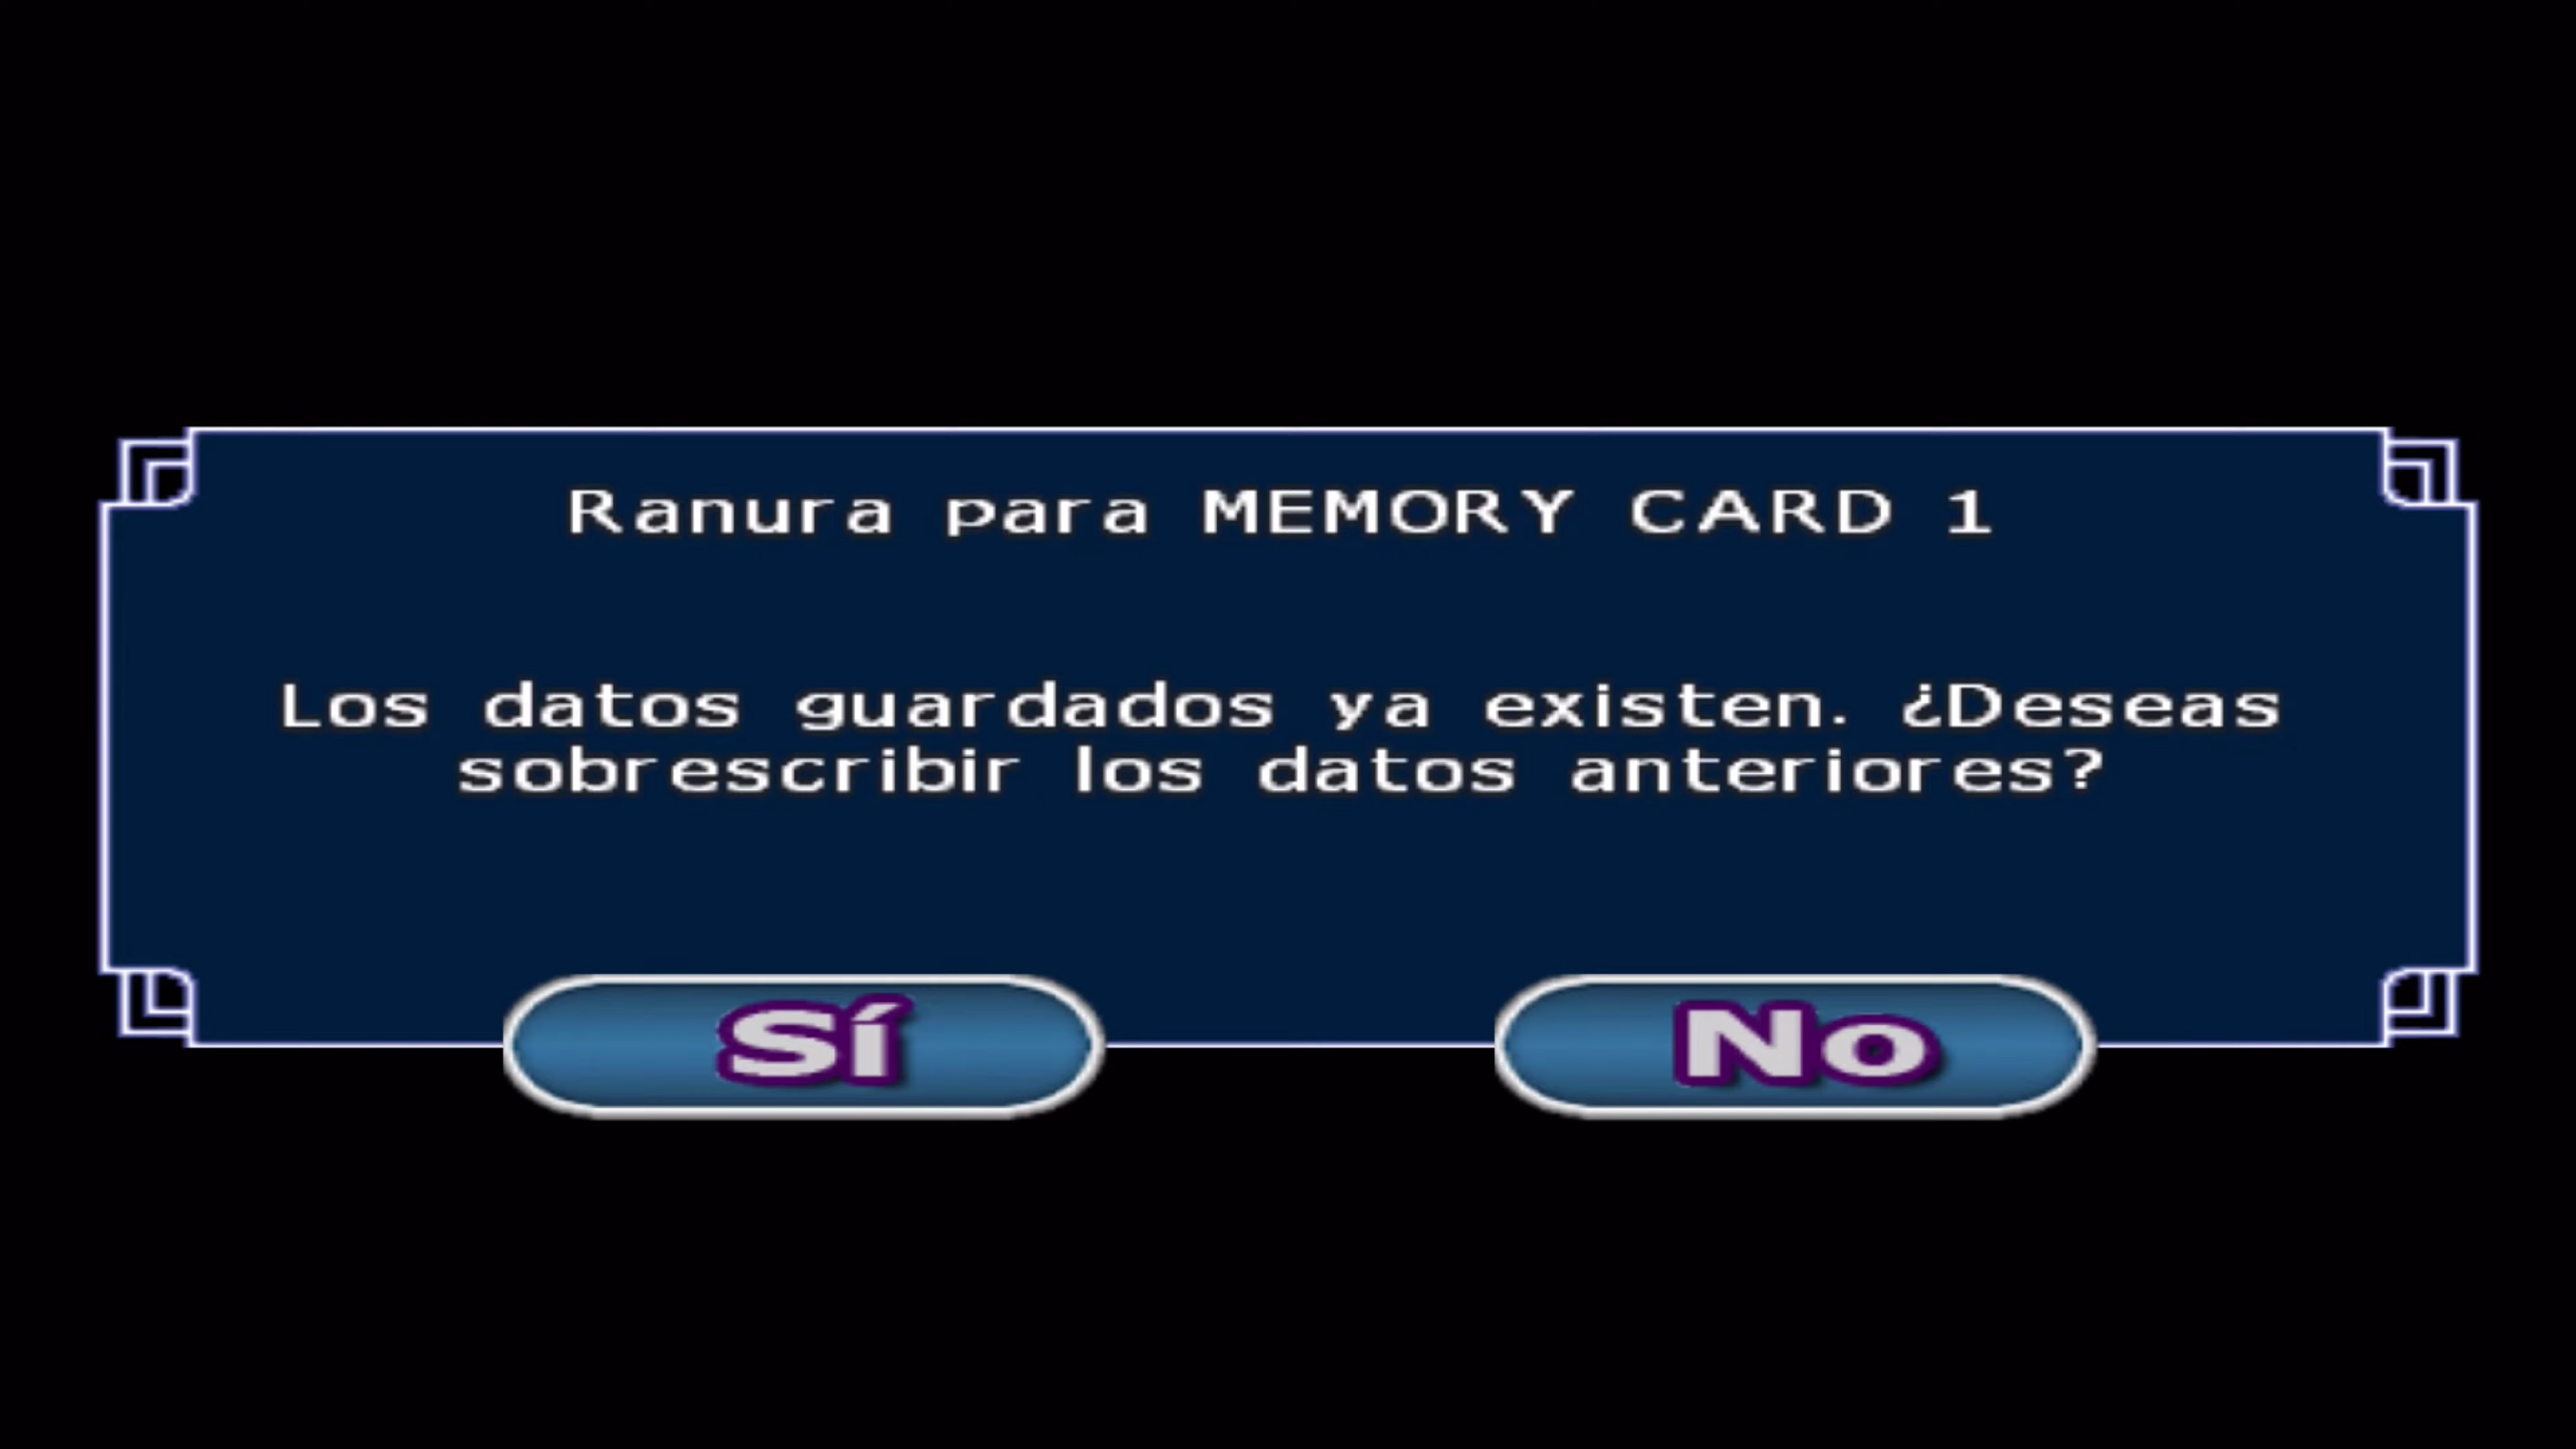 Ranura para MEMORY CARD 1
Los datos guardados ya existen. ¿Deseas
sobrescribir los datos anteriores?
Sí
No